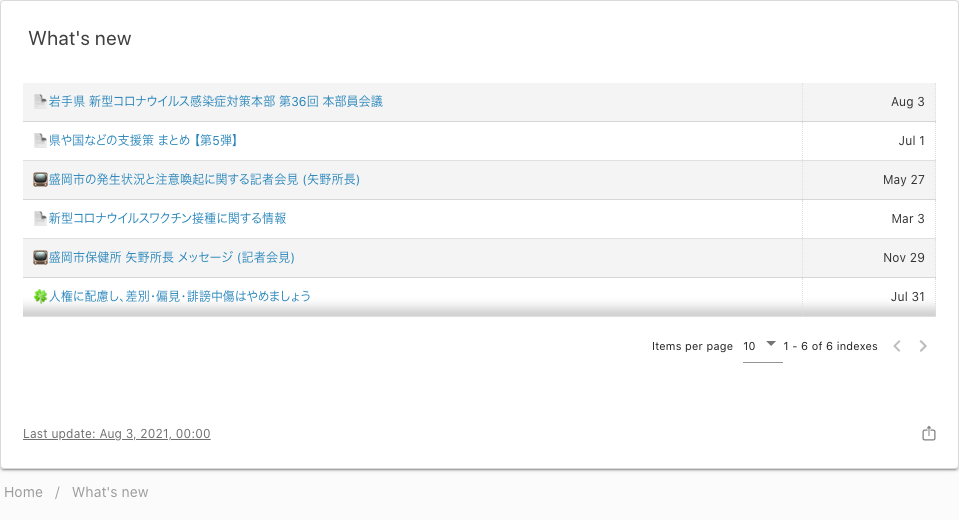 What's new
岩手県 新型コロナウイルス感染症対策本部 第36回 本部員会議 Aug 3
県や国などの支援策 まとめ【第5弾】 Jul 1
盛岡市の発生状況と注意喚起に関する記者会見 (矢野所長) May 27
新型コロナウイルスワクチン接種に関する情報 Mar 3
盛岡市保健所 矢野所長 メッセージ (記者会見) Nov 29
人権に配慮し、差別・偏見・誹謗中傷はやめましょう Jul 31
Items per page 10 1 - 6 of 6 indexes
Last update: Aug 3, 2021, 00:00
Home / What's new